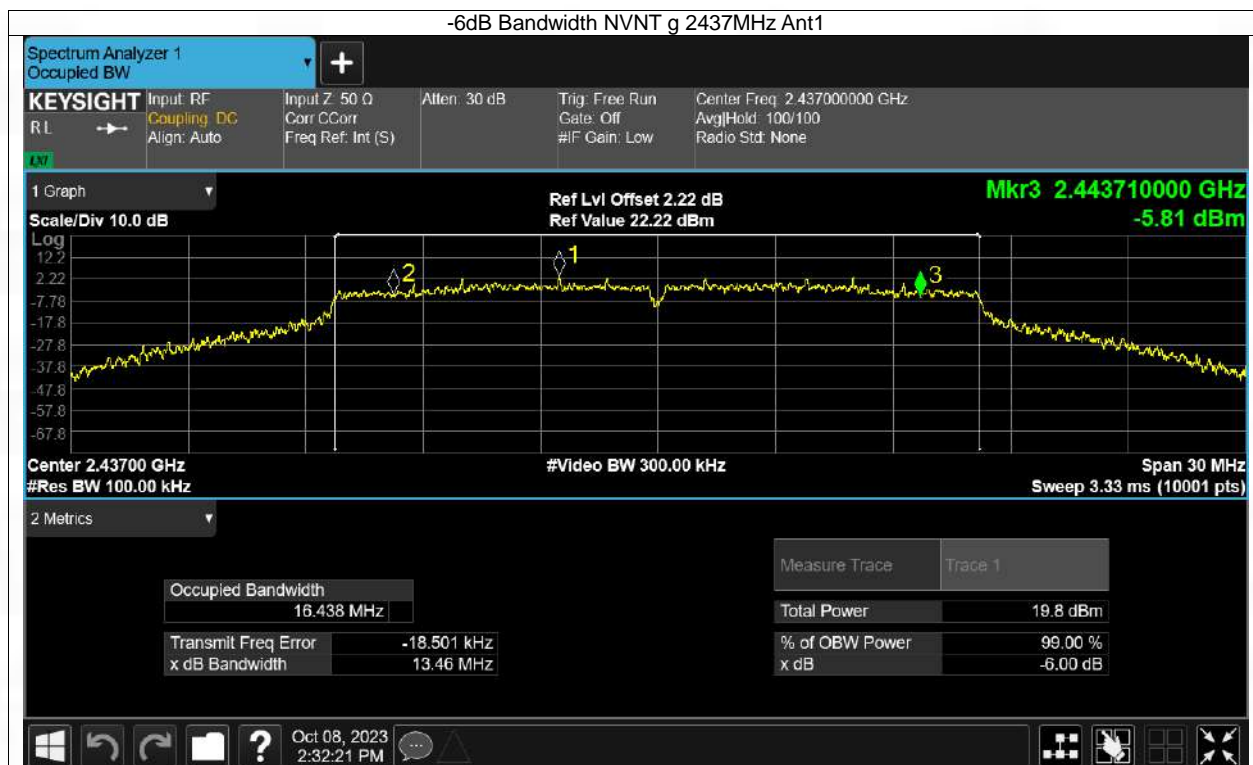 -6dB Bandwidth NVNT g 2437MHz Ant1
Spectrum Analyzer 1
Occupied BW
+
KEYSIGHT
RL
LXI
Input: RF
Coupling: DC
Align: Auto
Input Z: 50 Ω
Corr CCorr
Freq Ref: Int (S)
Atten: 30 dB
Trig: Free Run
Gate: Off
#IF Gain: Low
Center Freq: 2.437000000 GHz
Avg|Hold: 100/100
Radio Std: None
1 Graph
Scale/Div 10.0 dB
Ref Lvl Offset 2.22 dB
Ref Value 22.22 dBm
Mkr3 2.443710000 GHz
-5.81 dBm
Log
12.2
2.22
-7.78
-17.8
-27.8
-37.8
-47.8
-57.8
-67.8
2
1
3
Center 2.43700 GHz
#Res BW 100.00 kHz
#Video BW 300.00 kHz
Span 30 MHz
Sweep 3.33 ms (10001 pts)
2 Metrics
Measure Trace Trace 1
Occupied Bandwidth
16.438 MHz
Total Power 19.8 dBm
Transmit Freq Error -18.501 kHz
% of OBW Power 99.00 %
x dB Bandwidth 13.46 MHz
x dB -6.00 dB
?
Oct 08, 2023
2:32:21 PM